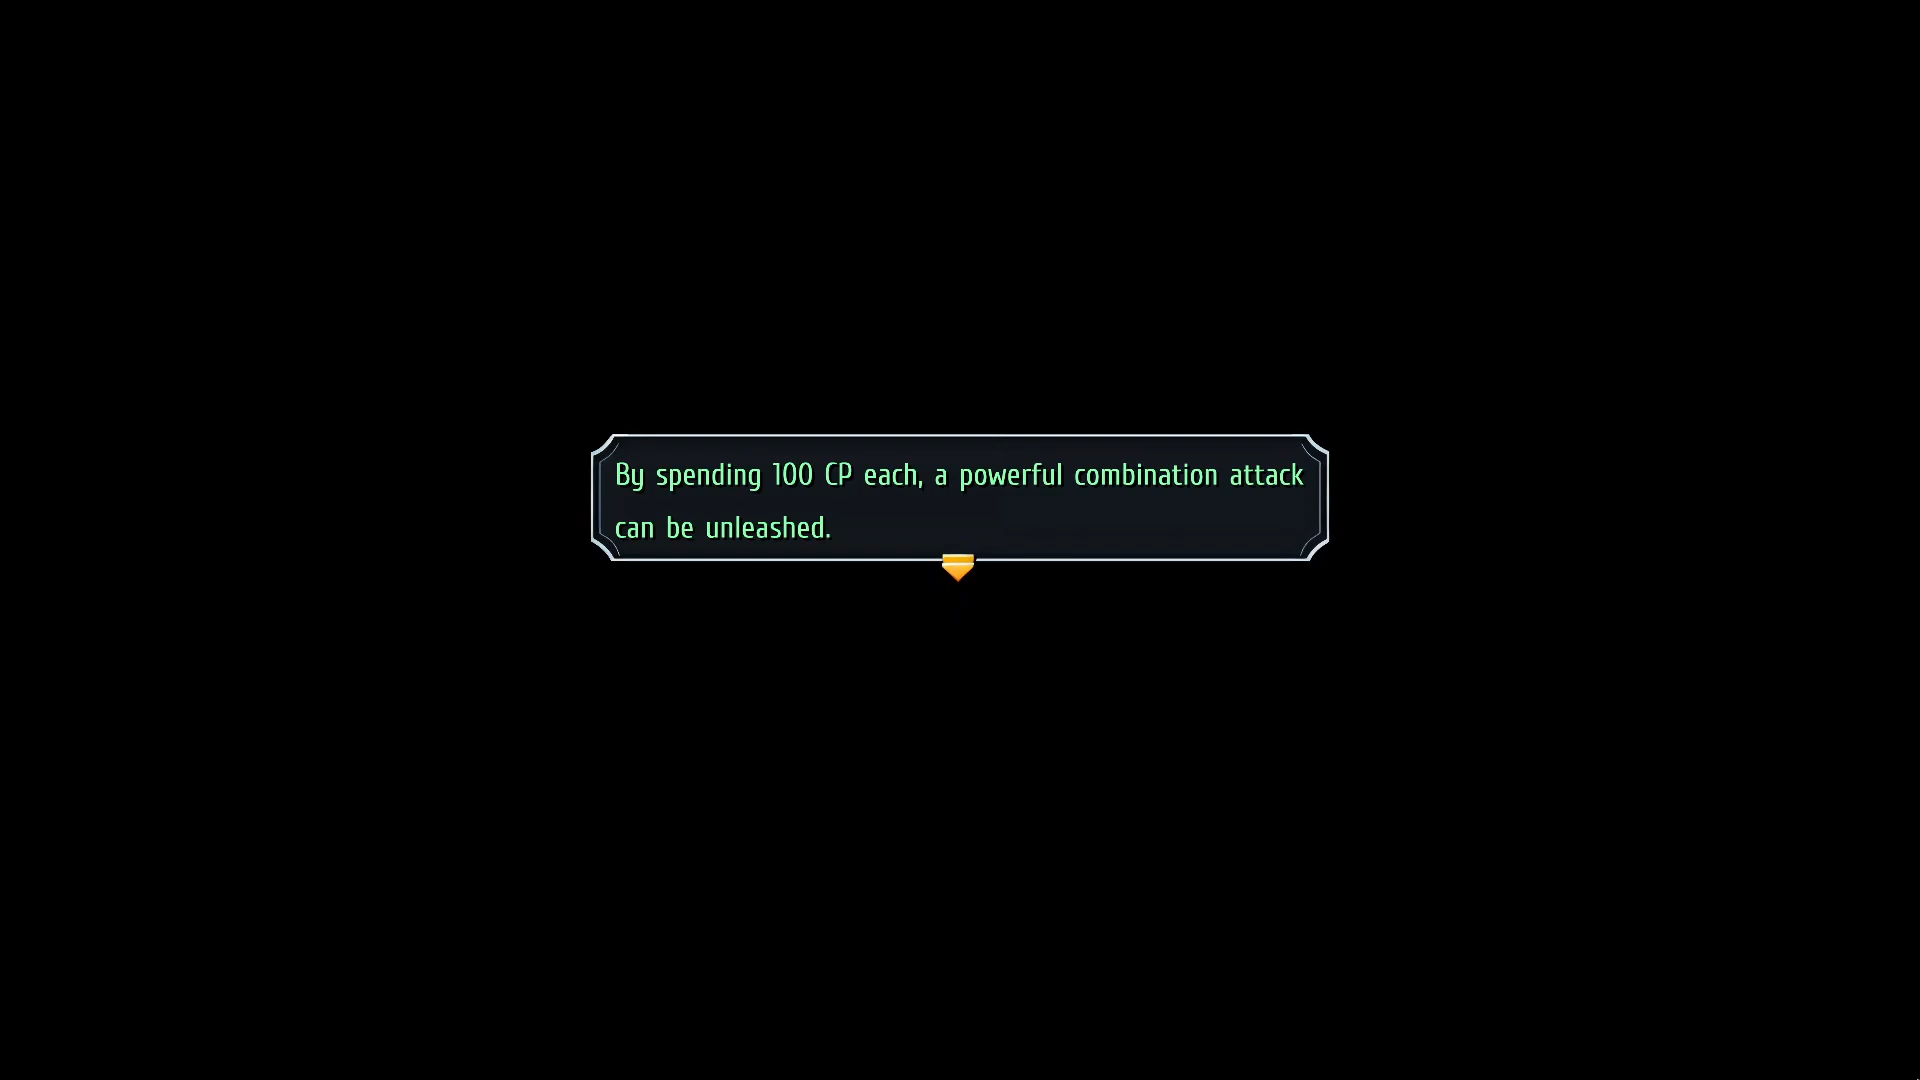 By spending 100 CP each, a powerful combination attack
can be unleashed.